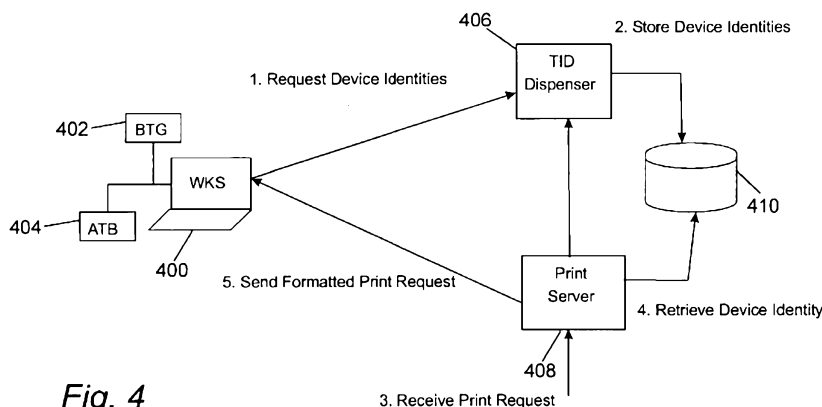 406
TID
Dispenser
2. Store Device Identities
1. Request Device Identities
402
BTG
WKS
404
ATB
400
410
5. Send Formatted Print Request
Print
Server
4. Retrieve Device Identity
408
3. Receive Print Request
Fig. 4